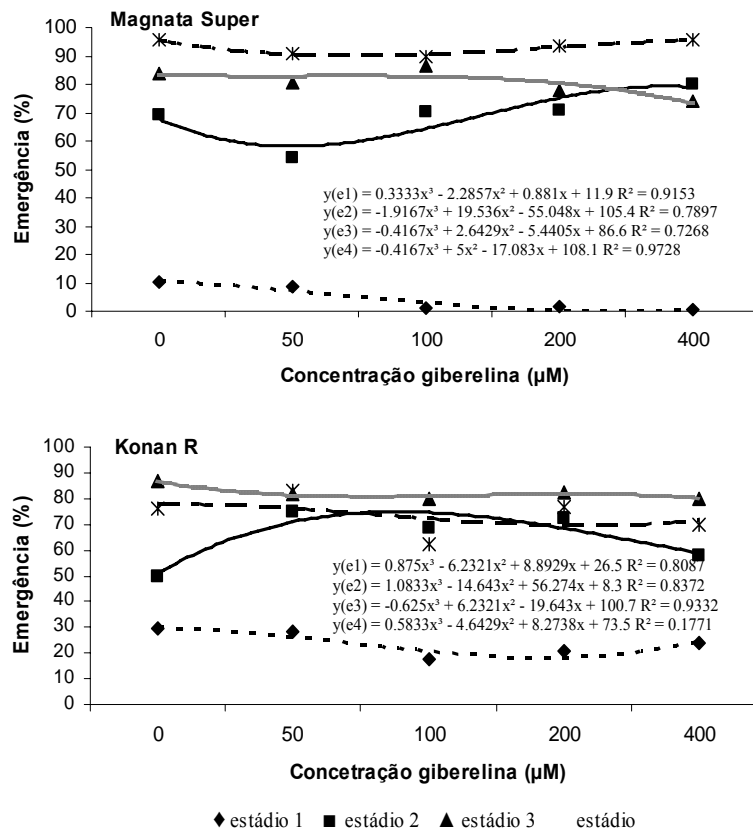 Magnata Super
100
90
80
70
60
50
40
30
20
10
0
Emergência (%)
y(e1) = 0.3333x³ - 2.2857x² + 0.881x + 11.9 R² = 0.9153
y(e2) = -1.9167x³ + 19.536x² - 55.048x + 105.4 R² = 0.7897
y(e3) = -0.4167x³ + 2.6429x² - 5.4405x + 86.6 R² = 0.7268
y(e4) = -0.4167x³ + 5x² - 17.083x + 108.1 R² = 0.9728
0 50 100 200 400
Concentração giberelina (µM)
Konan R
100
90
80
70
60
50
40
30
20
10
0
Emergência (%)
y(e1) = 0.875x³ - 6.2321x² + 8.8929x + 26.5 R² = 0.8087
y(e2) = 1.0833x³ - 14.643x² + 56.274x + 8.3 R² = 0.8372
y(e3) = -0.625x³ + 6.2321x² - 19.643x + 100.7 R² = 0.9332
y(e4) = 0.5833x³ - 4.6429x² + 8.2738x + 73.5 R² = 0.1771
0 50 100 200 400
Concetração giberelina (µM)
estádio 1 estádio 2 estádio 3 estádio